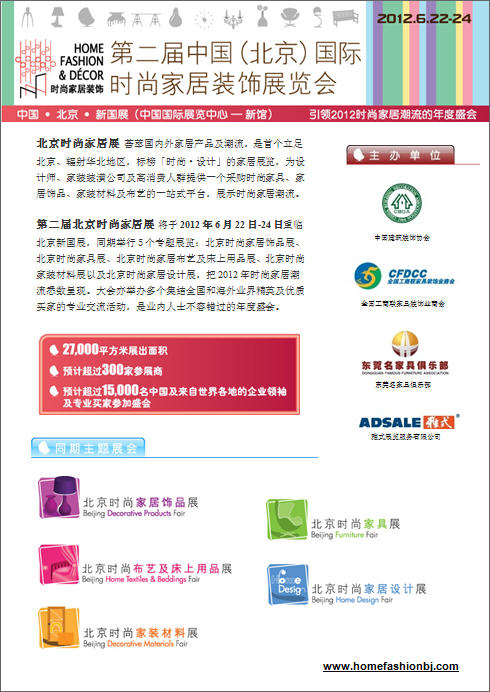 HOME
FASHION
& DÉCOR
时尚家居装饰
第二届中国（北京）国际
时尚家居装饰展览会
2012.6.22-24
中国 • 北京 • 新国展（中国国际展览中心 — 新馆）
引领2012时尚家居潮流的年度盛会
北京时尚家居展 荟萃国内外家居产品及潮流，是首个立足
北京、辐射华北地区，标榜「时尚·设计」的家居展览，为设
计师、家装装潢公司及高消费人群提供一个采购时尚家具、家
居饰品、家装材料及布艺的一站式平台，展示时尚家居潮流。
第二届北京时尚家居展 将于 2012 年 6 月 22 日-24 日重临
北京新国展，同期举行 5 个专题展览：北京时尚家居饰品展、
北京时尚家具展、北京时尚家居布艺及床上用品展、北京时尚
家装材料展以及北京时尚家居设计展，把 2012 年时尚家居潮
流悉数呈现。大会亦举办多个集结全国和海外业界精英及优质
买家的专业交流活动，是业内人士不容错过的年度盛会。
27,000平方米展出面积
预计超过300家参展商
预计超过15,000名中国及来自世界各地的企业领袖
及专业买家参加盛会
主办单位
CBDA
中国建筑装饰协会
CFDCC
全国工商联家具装饰业商会
全国工商联家具装饰业商会
东莞名家具俱乐部
DONGGUAN FAMOUS FURNITURE ASSOCIATION
东莞名家具俱乐部
ADSALE 雅式
雅式展览服务有限公司
同期主题展会
北京时尚家居饰品展
Beijing Decorative Products Fair
北京时尚家具展
Beijing Furniture Fair
北京时尚布艺及床上用品展
Beijing Home Textiles & Beddings Fair
Home
Design
北京时尚家居设计展
Beijing Home Design Fair
北京时尚家装材料展
Beijing Decorative Materials Fair
www.homefashionbj.com